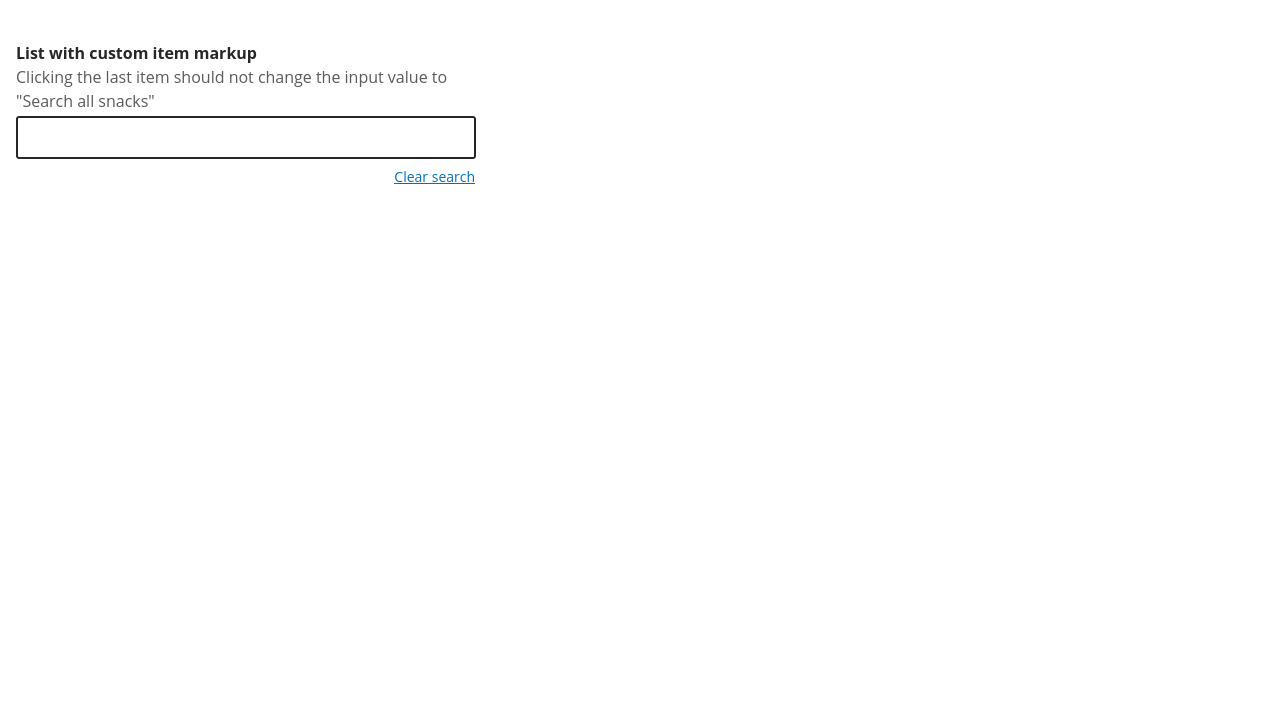 List with custom item markup
Clicking the last item should not change the input value to
"Search all snacks"
Clear search